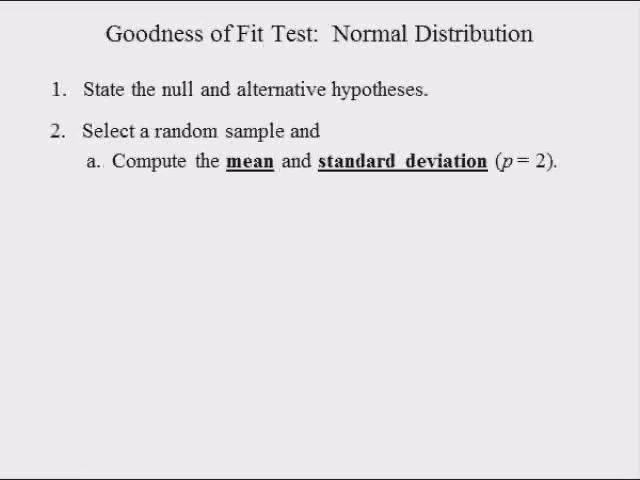 Goodness of Fit Test: Normal Distribution
1. State the null and alternative hypotheses.
2. Select a random sample and
a. Compute the mean and standard deviation (p = 2).